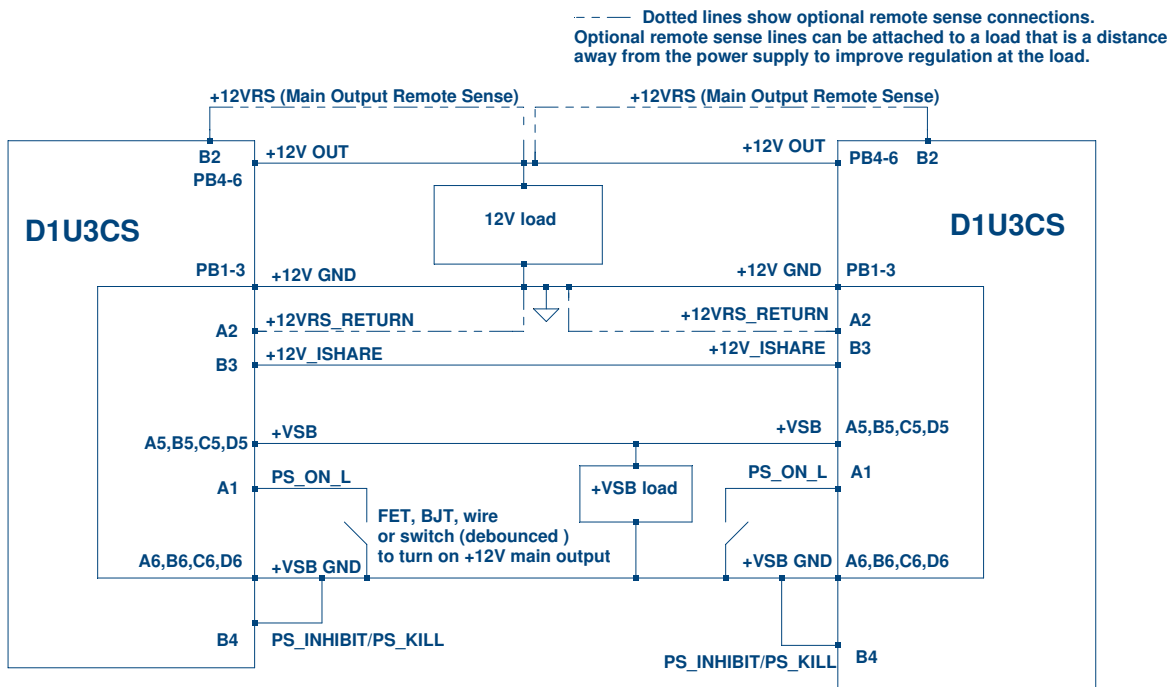 Dotted lines show optional remote sense connections.
Optional remote sense lines can be attached to a load that is a distance
away from the power supply to improve regulation at the load.
+12VRS (Main Output Remote Sense)
+12VRS (Main Output Remote Sense)
B2
+12V OUT
+12V OUT
PB4-6
B2
PB4-6
D1U3CS
12V load
D1U3CS
PB1-3
+12V GND
+12V GND
PB1-3
A2
+12VRS_RETURN
+12VRS_RETURN
A2
B3
+12V_ISHARE
+12V_ISHARE
B3
A5,B5,C5,D5
+VSB
+VSB
A5,B5,C5,D5
A1
PS_ON_L
+VSB load
PS_ON_L
A1
FET, BJT, wire
or switch (debounced )
to turn on +12V main output
A6,B6,C6,D6
+VSB GND
+VSB GND
A6,B6,C6,D6
B4
PS_INHIBIT/PS_KILL
PS_INHIBIT/PS_KILL
B4